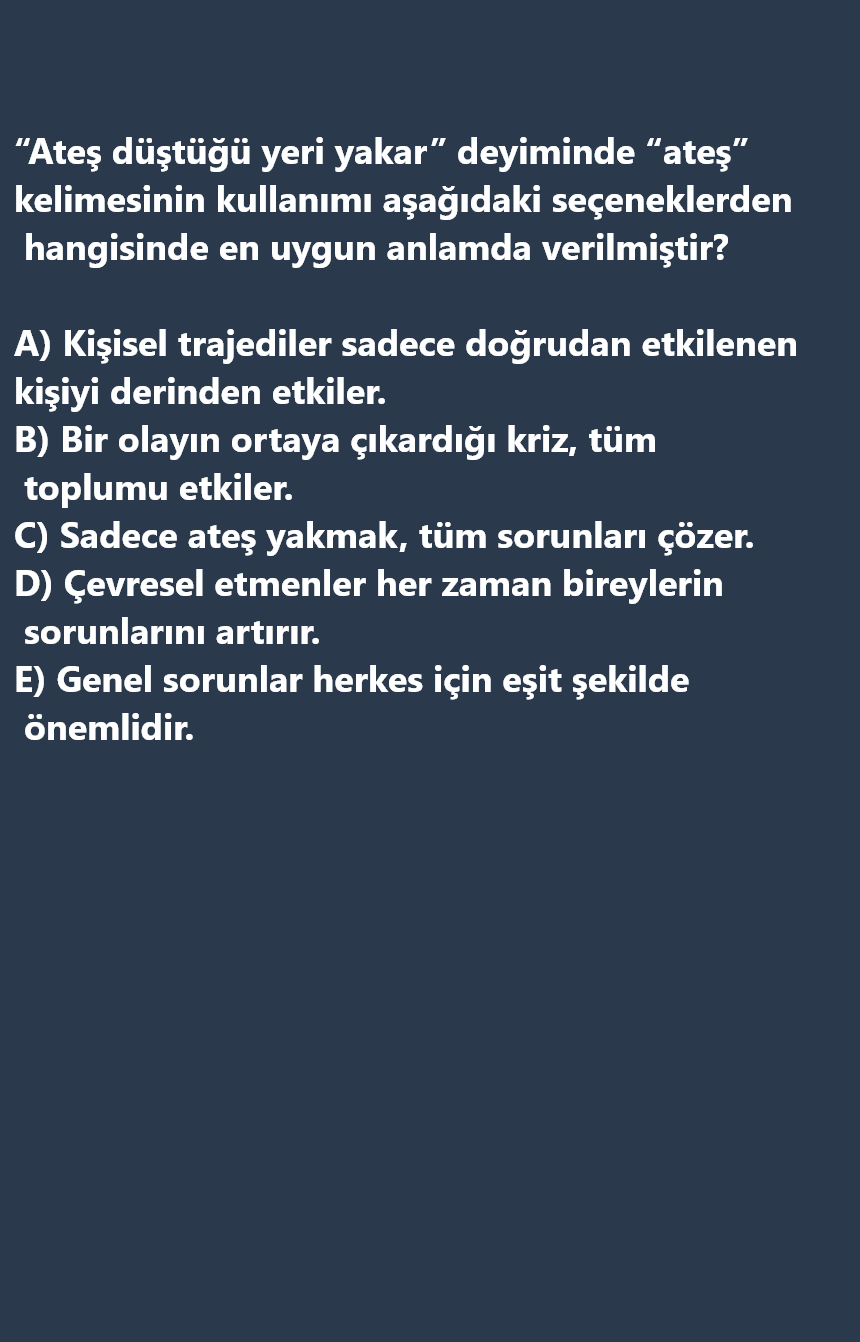 “Ateş düştüğü yeri yakar” deyiminde “ateş”
kelimesinin kullanımı aşağıdaki seçeneklerden
hangisinde en uygun anlamda verilmiştir?
A) Kişisel trajediler sadece doğrudan etkilenen
kişiyi derinden etkiler.
B) Bir olayın ortaya çıkardığı kriz, tüm
toplumu etkiler.
C) Sadece ateş yakmak, tüm sorunları çözer.
D) Çevresel etmenler her zaman bireylerin
sorunlarını artırır.
E) Genel sorunlar herkes için eşit şekilde
önemlidir.